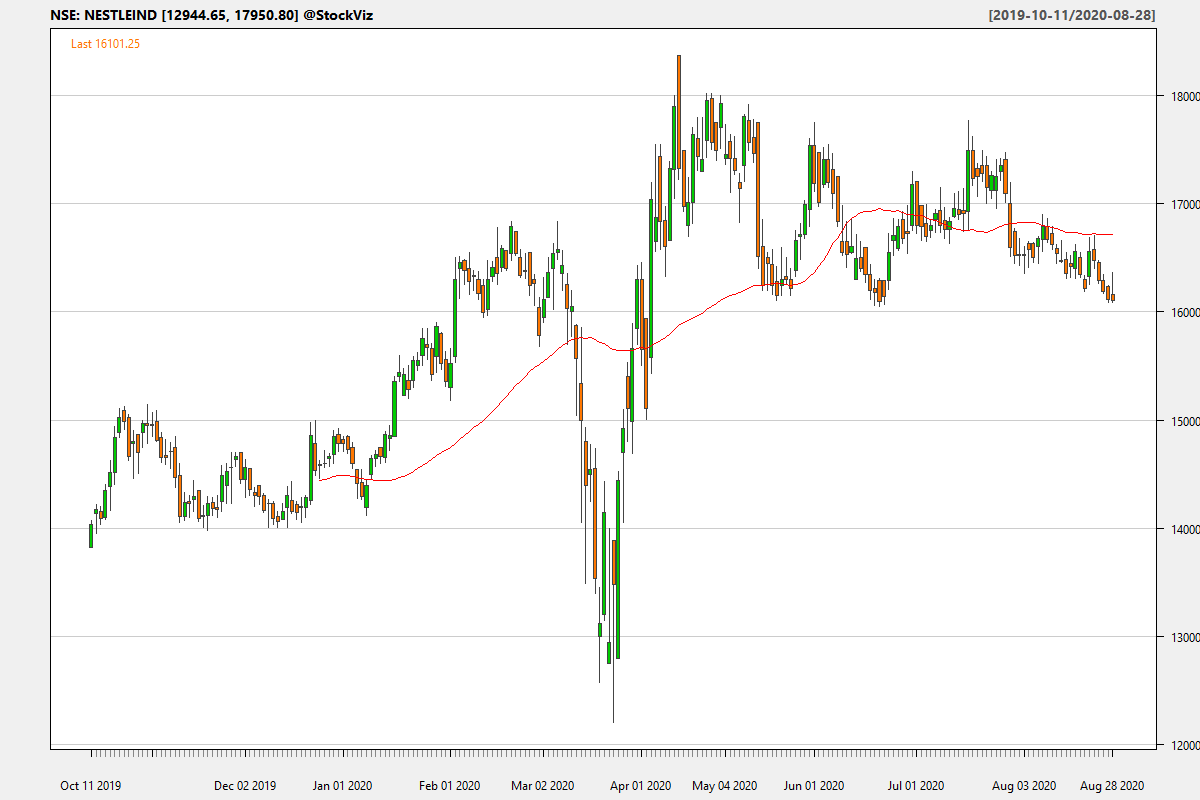 NSE: NESTLEIND [12944.65, 17950.80] @StockViz [2019-10-11/2020-08-28]
Last 16101.25
18000
17000
16000
15000
14000
13000
12000
Oct 11 2019 Dec 02 2019 Jan 01 2020 Feb 01 2020 Mar 02 2020 Apr 01 2020 May 04 2020 Jun 01 2020 Jul 01 2020 Aug 03 2020 Aug 28 2020